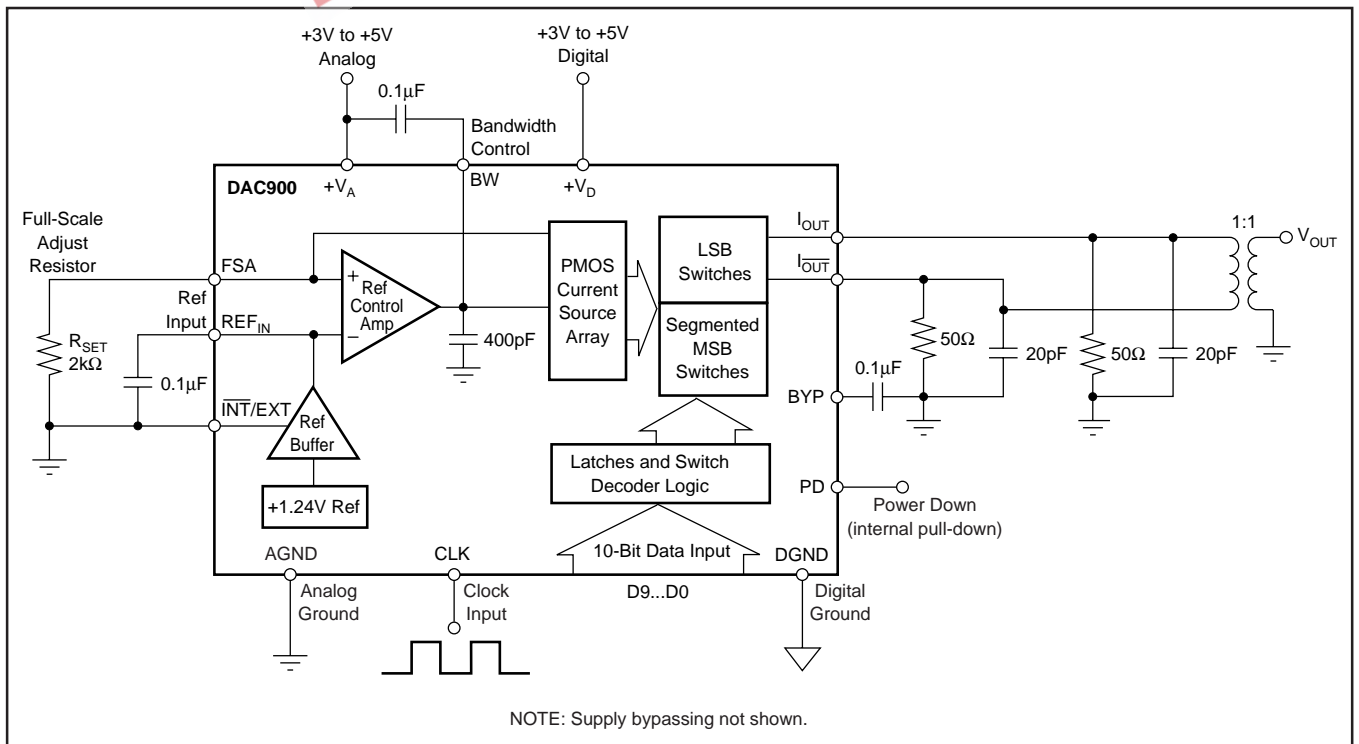 +3V to +5V
Analog
+3V to +5V
Digital
0.1µF
Bandwidth
Control
DAC900
+VA
BW
+VD
Full-Scale
Adjust
Resistor
FSA
Ref
Input
REFIN
RSET
2kΩ
0.1µF
INT/EXT
+
Ref
Control
Amp
–
400pF
Ref
Buffer
+1.24V Ref
PMOS
Current
Source
Array
LSB
Switches
Segmented
MSB
Switches
Latches and Switch
Decoder Logic
10-Bit Data Input
IOUT
IOUT
BYP
0.1µF
50Ω
20pF
50Ω
20pF
1:1
VOUT
PD
Power Down
(internal pull-down)
AGND
Analog
Ground
CLK
Clock
Input
D9...D0
DGND
Digital
Ground
NOTE: Supply bypassing not shown.